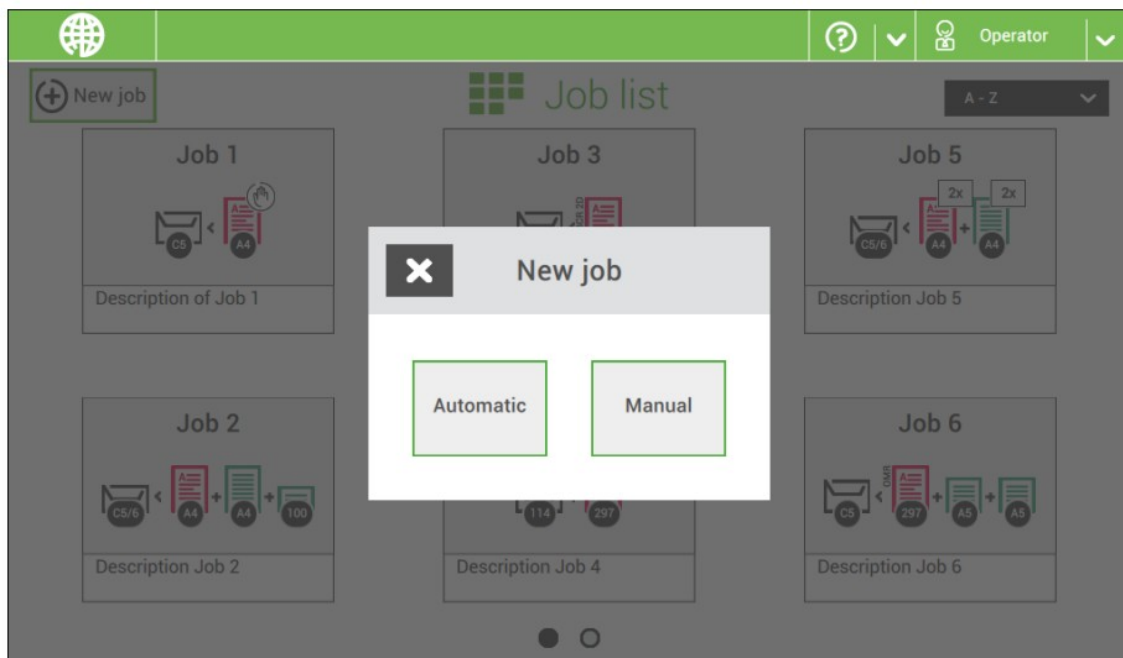 Operator
New job
Job list
A - Z
Job 1
C5
A4
Description of Job 1
Job 3
Job 5
2x
2x
C5/6
A4
A4
Description Job 5
New job
Automatic
Manual
Job 2
C5/6
A4
A4
100
Description Job 2
114
297
Description Job 4
Job 6
OMR
C5
297
A5
A5
Description Job 6